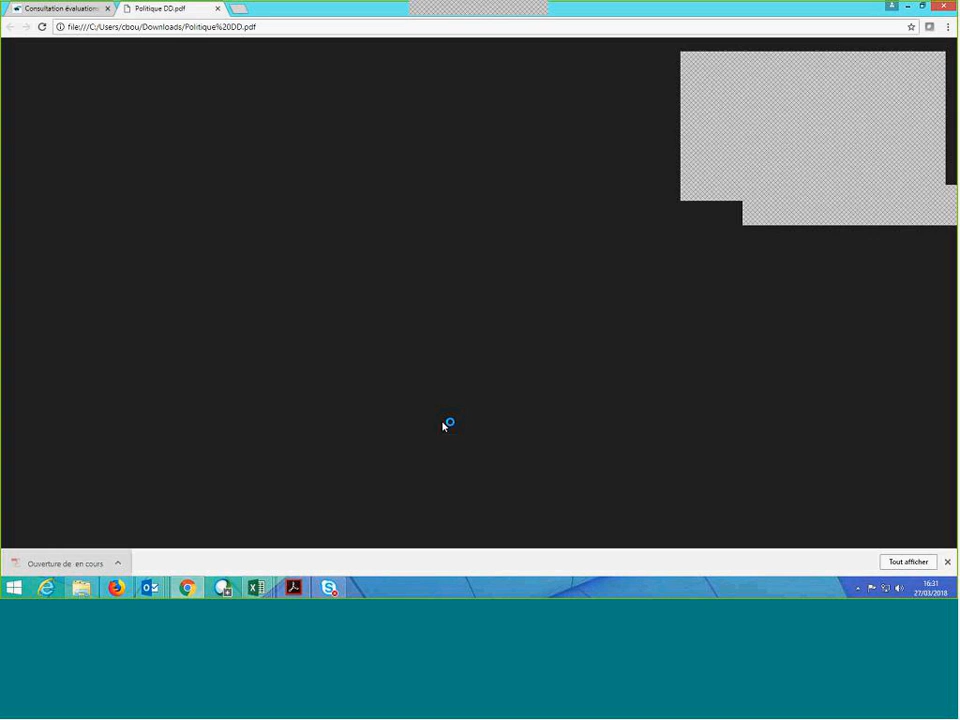 Consultation évaluations
Politique DD.pdf
file:///C:/Users/cbou/Downloads/Politique%20DD.pdf
Ouverture de en cours
Tout afficher
16:31
27/03/2018